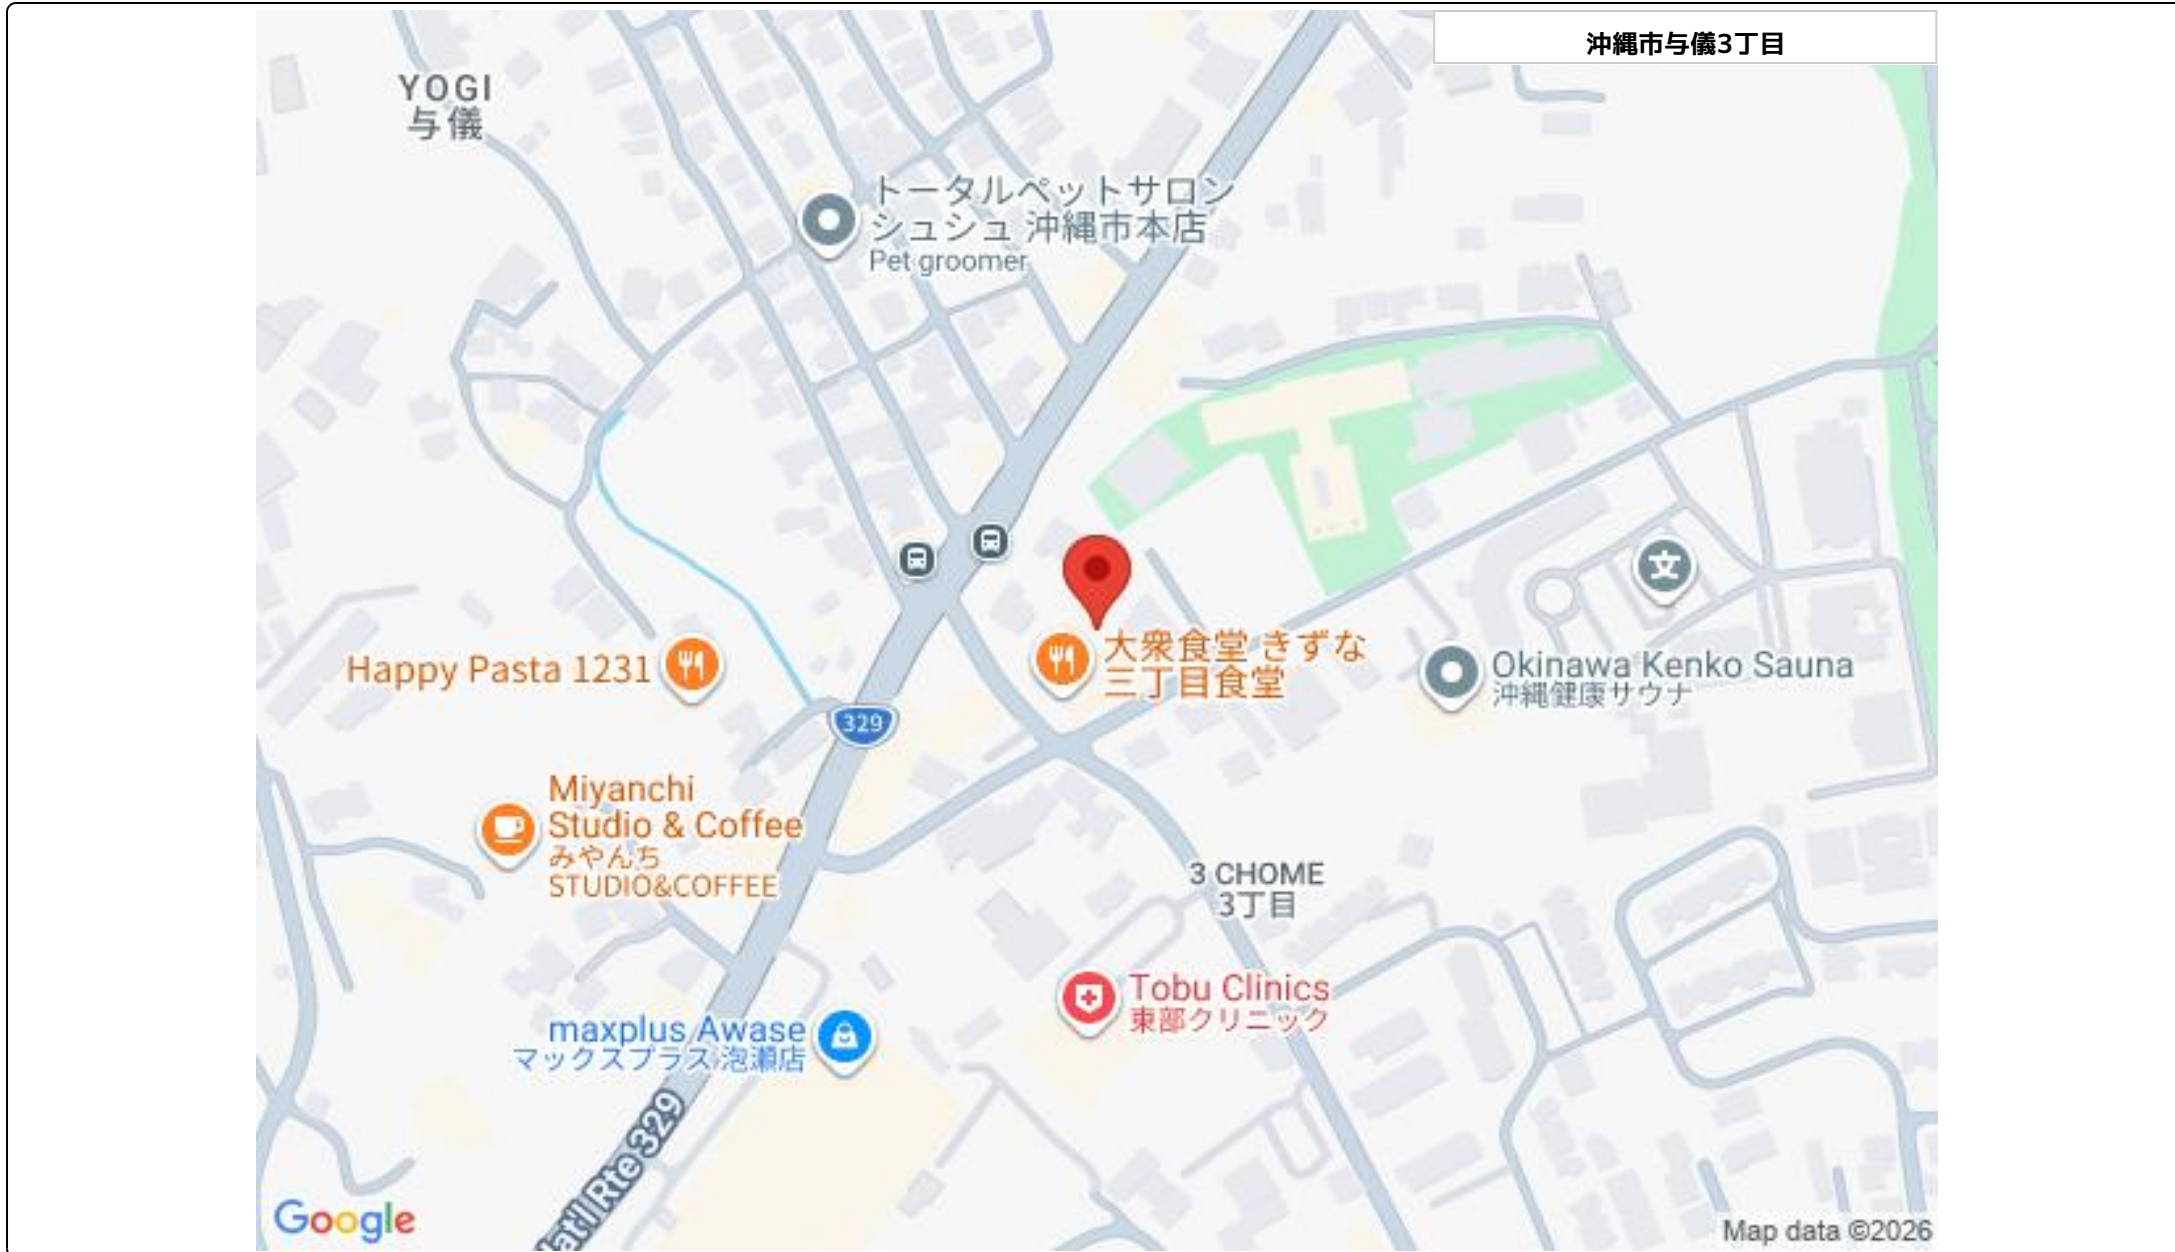 沖縄市与儀3丁目
YOGI
与儀
トータルペットサロン
シュシュ 沖縄市本店
Pet groomer
文
大衆食堂 きずな
三丁目食堂
Happy Pasta 1231
Okinawa Kenko Sauna
沖縄健康サウナ
329
Miyanchi
Studio & Coffee
みやんち
STUDIO&COFFEE
3 CHOME
3丁目
Tobu Clinics
東部クリニック
maxplus Awase
マックスプラス 泡瀬店
at'l Rte 329
Google
Map data ©2026